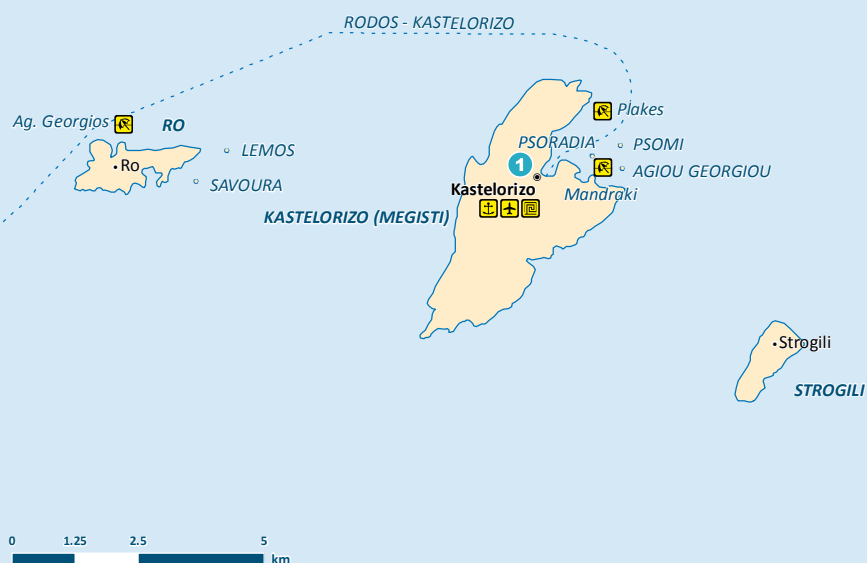 RODOS - KASTELORIZO
Ag. Georgios
RO
Plakes
PSORADIA
PSOMI
LEMOS
Ro
1
AGIOU GEORGIOU
SAVOURA
Kastelorizo
Mandraki
KASTELORIZO (MEGISTI)
Strogili
STROGILI
0 1.25 2.5 5
km